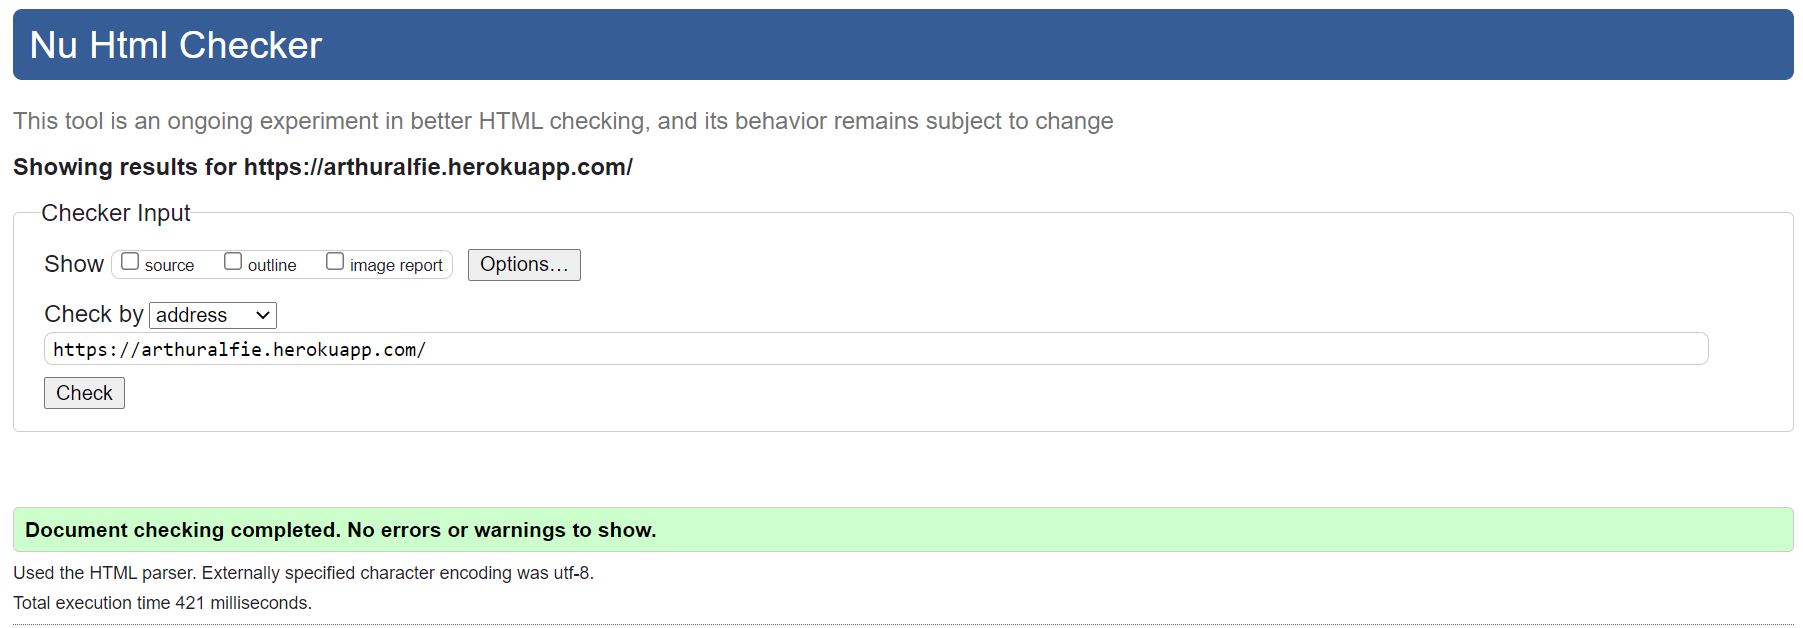 Nu Html Checker
This tool is an ongoing experiment in better HTML checking, and its behavior remains subject to change
Showing results for https://arthuralfie.herokuapp.com/
Checker Input
Show source outline image report Options…
Check by address
https://arthuralfie.herokuapp.com/
Check
Document checking completed. No errors or warnings to show.
Used the HTML parser. Externally specified character encoding was utf-8.
Total execution time 421 milliseconds.